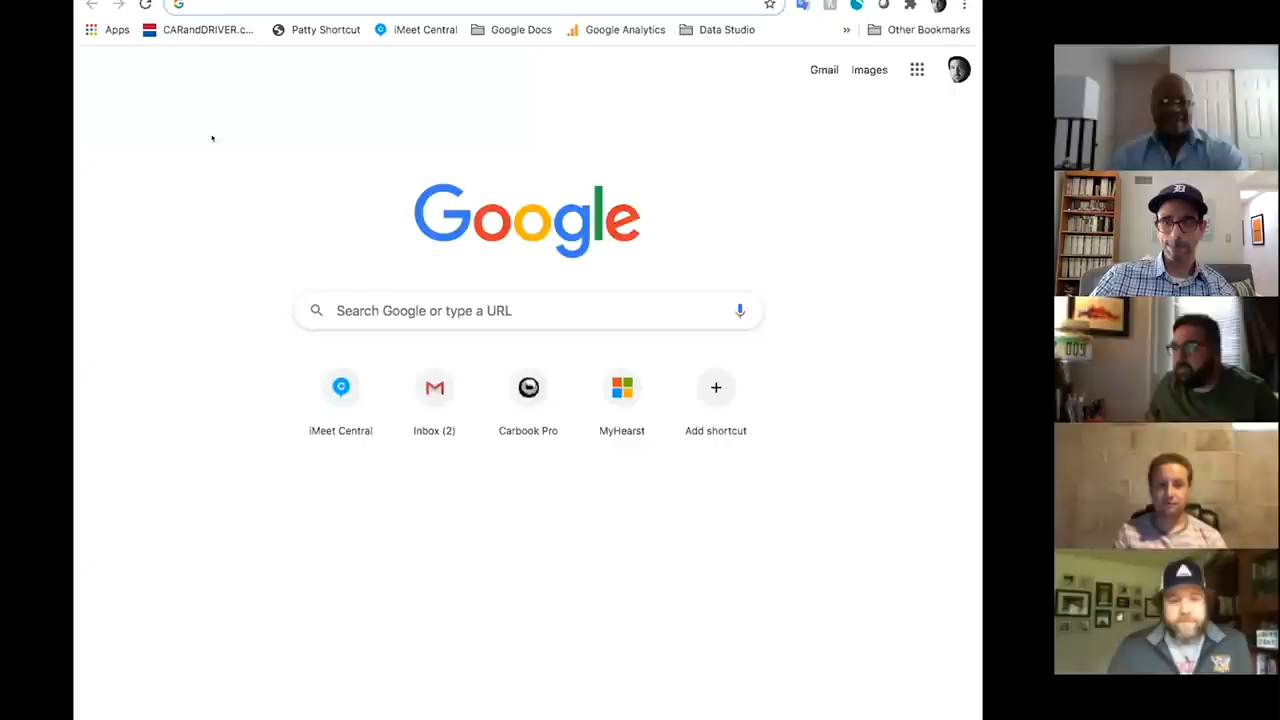 Apps CARandDRIVER.c... Patty Shortcut iMeet Central Google Docs Google Analytics Data Studio » Other Bookmarks
Gmail Images
Google
Search Google or type a URL
iMeet Central Inbox (2) Carbook Pro MyHearst Add shortcut
D
009